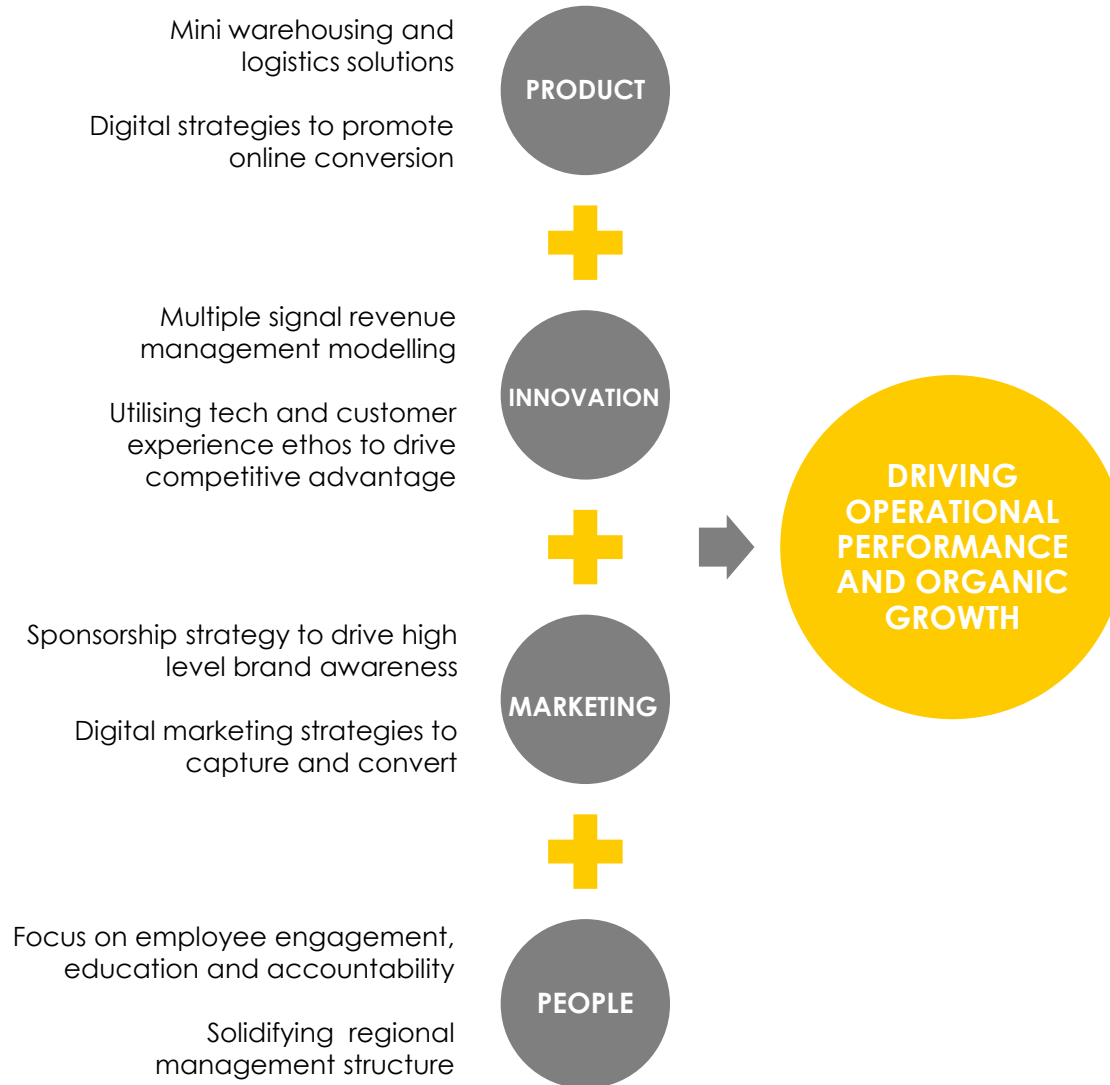 Mini warehousing and
logistics solutions
Digital strategies to promote
online conversion
PRODUCT
Multiple signal revenue
management modelling
Utilising tech and customer
experience ethos to drive
competitive advantage
INNOVATION
Sponsorship strategy to drive high
level brand awareness
Digital marketing strategies to
capture and convert
MARKETING
Focus on employee engagement,
education and accountability
Solidifying  regional
management structure
PEOPLE
DRIVING
OPERATIONAL
PERFORMANCE
AND ORGANIC
GROWTH